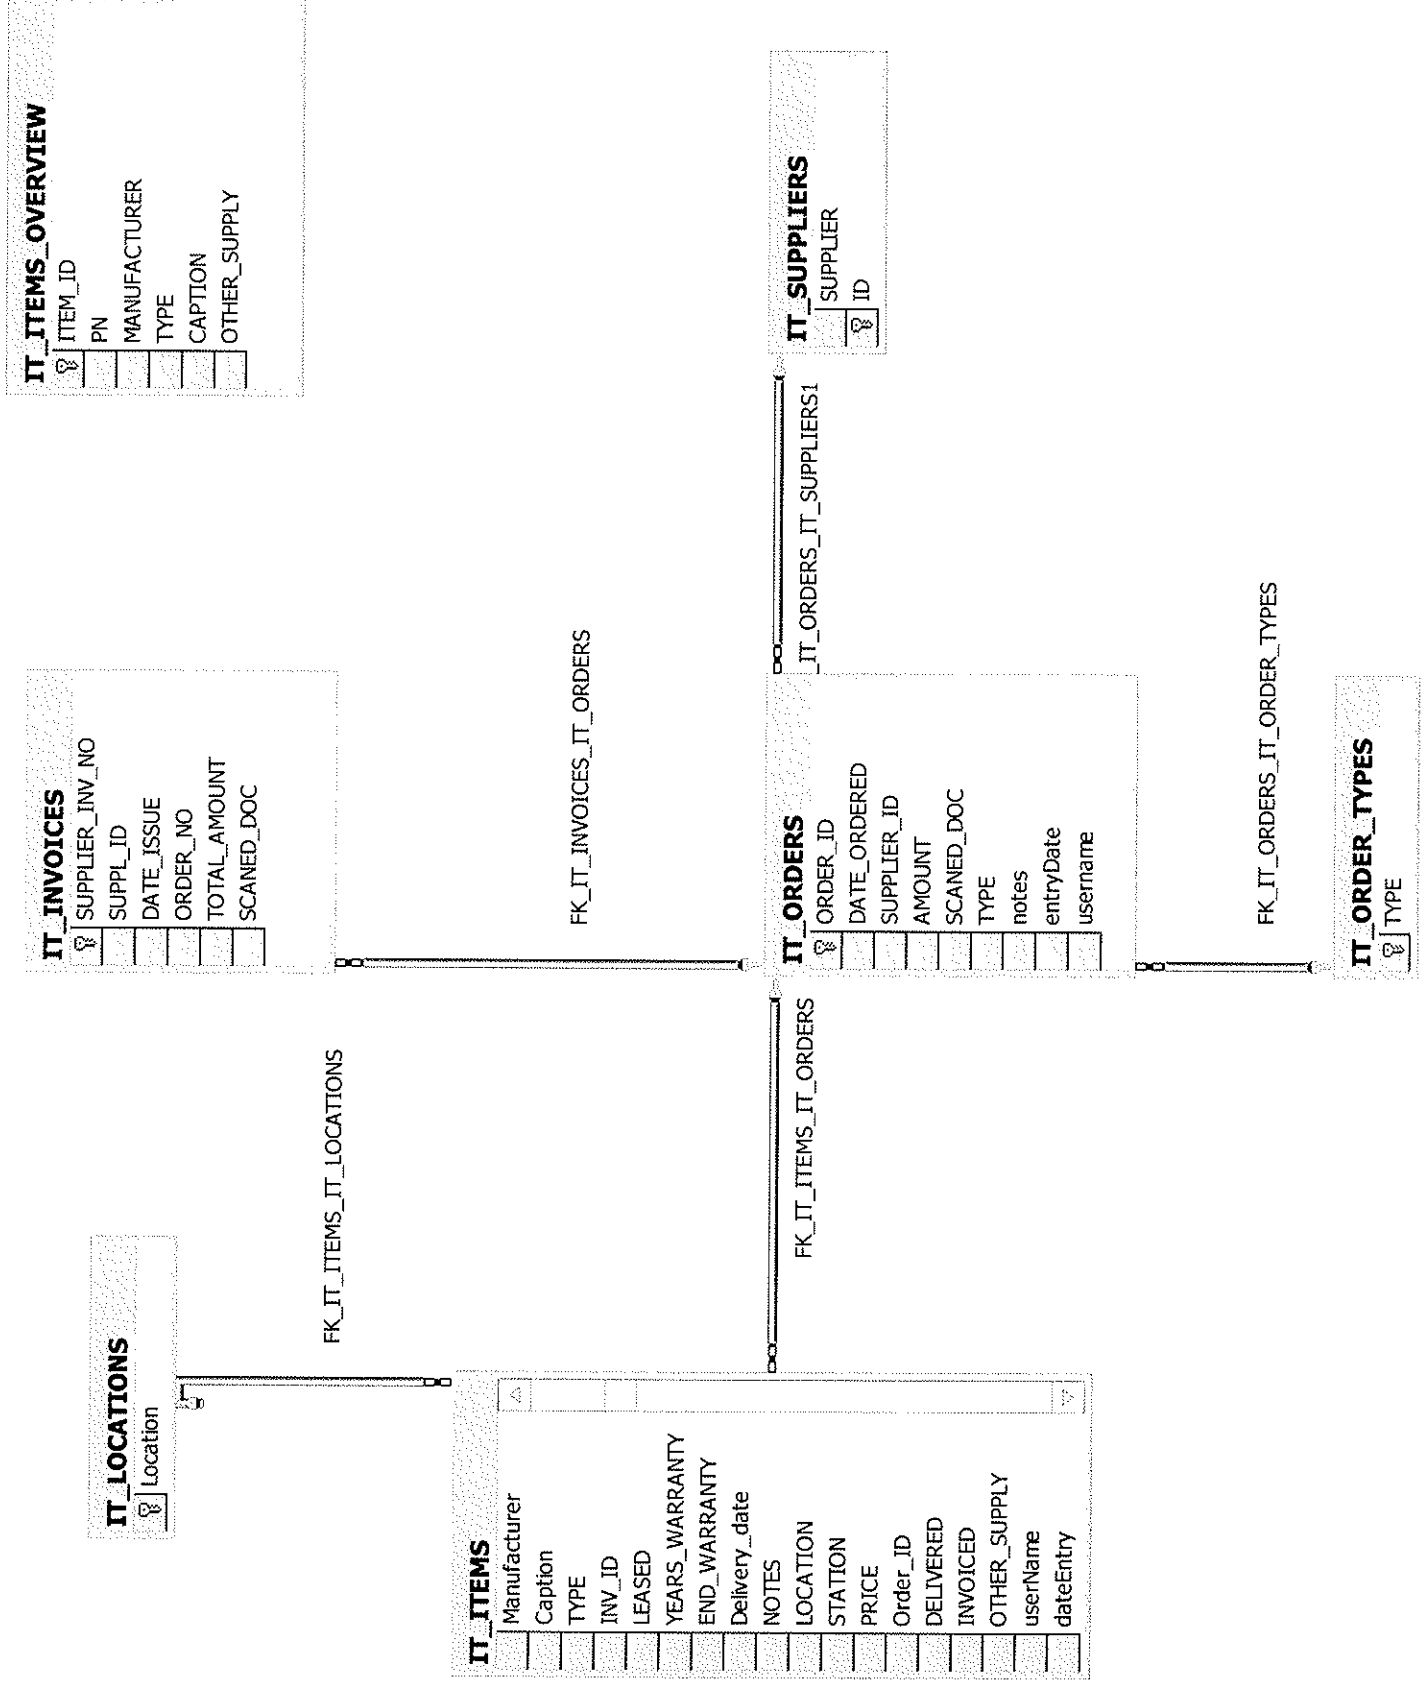 IT_LOCATIONS
Location
IT_INVOICES
SUPPLIER_INV_NO
SUPPL_ID
DATE_ISSUE
ORDER_NO
TOTAL_AMOUNT
SCANED_DOC
IT_ITEMS_OVERVIEW
ITEM_ID
PN
MANUFACTURER
TYPE
CAPTION
OTHER_SUPPLY
FK_IT_ITEMS_IT_LOCATIONS
FK_IT_INVOICES_IT_ORDERS
IT_ITEMS
Manufacturer
Caption
TYPE
INV_ID
LEASED
YEARS_WARRANTY
END_WARRANTY
Delivery_date
NOTES
LOCATION
STATION
PRICE
Order_ID
DELIVERED
INVOICED
OTHER_SUPPLY
userName
dateEntry
FK_IT_ITEMS_IT_ORDERS
IT_ORDERS
ORDER_ID
DATE_ORDERED
SUPPLIER_ID
AMOUNT
SCANED_DOC
TYPE
notes
entryDate
username
_IT_ORDERS_IT_SUPPLIERS1
IT_SUPPLIERS
SUPPLIER
ID
FK_IT_ORDERS_IT_ORDER_TYPES
IT_ORDER_TYPES
TYPE